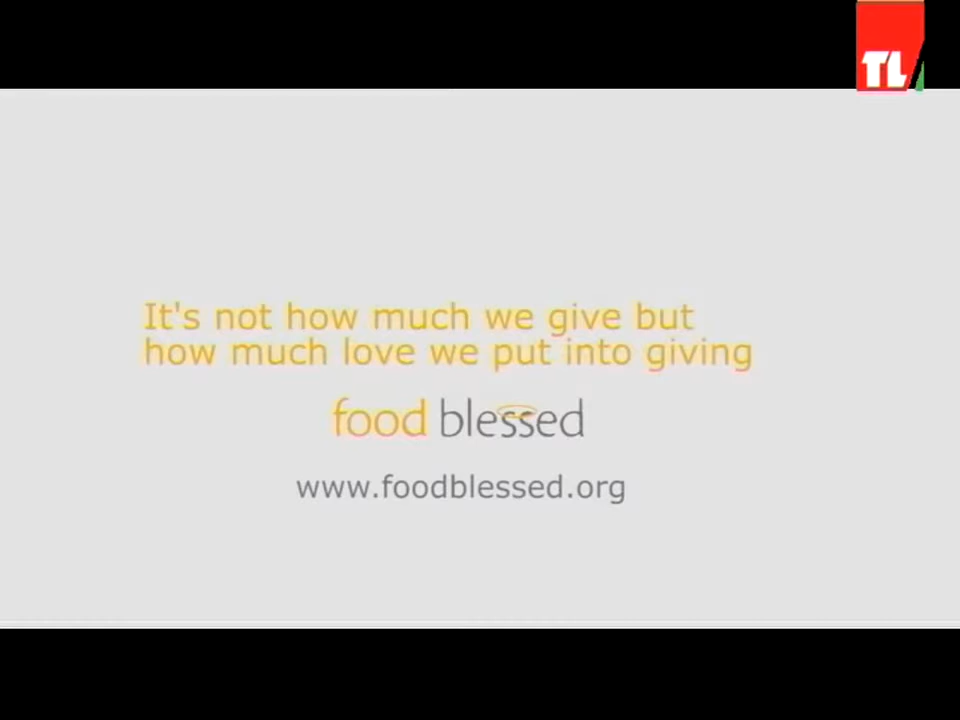 TL
It's not how much we give but
how much love we put into giving
food blessed
www.foodblessed.org